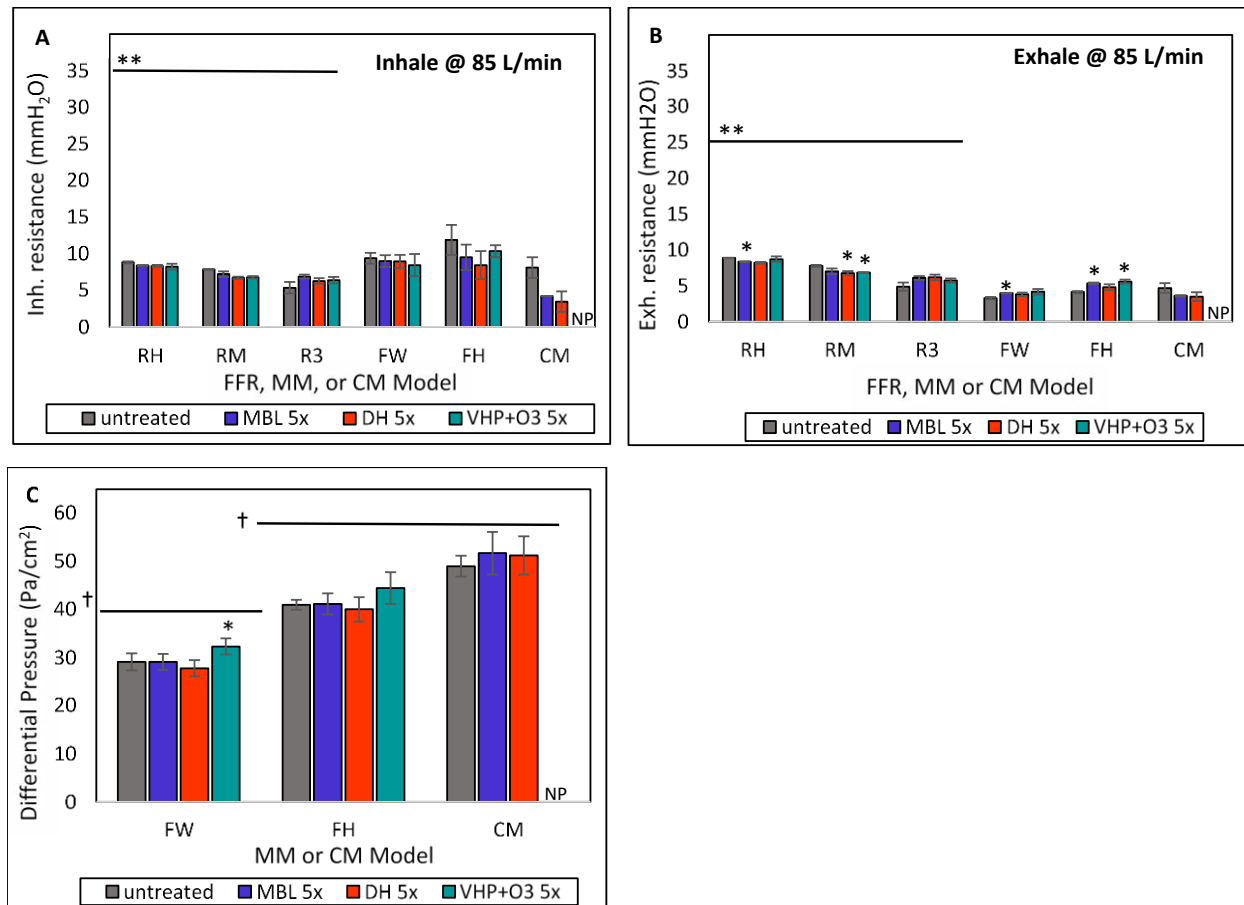 A
**
Inhale @ 85 L/min
35
30
25
20
15
10
5
0
Inh. resistance (mmH2O)
NP
RH RM R3 FW FH CM
FFR, MM, or CM Model
untreated MBL 5x DH 5x VHP+O3 5x
B
Exhale @ 85 L/min
35
30
25
20
15
10
5
0
Exh. resistance (mmH2O)
**
*
* *
*
* *
NP
RH RM R3 FW FH CM
FFR, MM or CM Model
untreated MBL 5x DH 5x VHP+O3 5x
C
60
50
40
30
20
10
0
Differential Pressure (Pa/cm²)
†
†
*
NP
FW FH CM
MM or CM Model
untreated MBL 5x DH 5x VHP+O3 5x